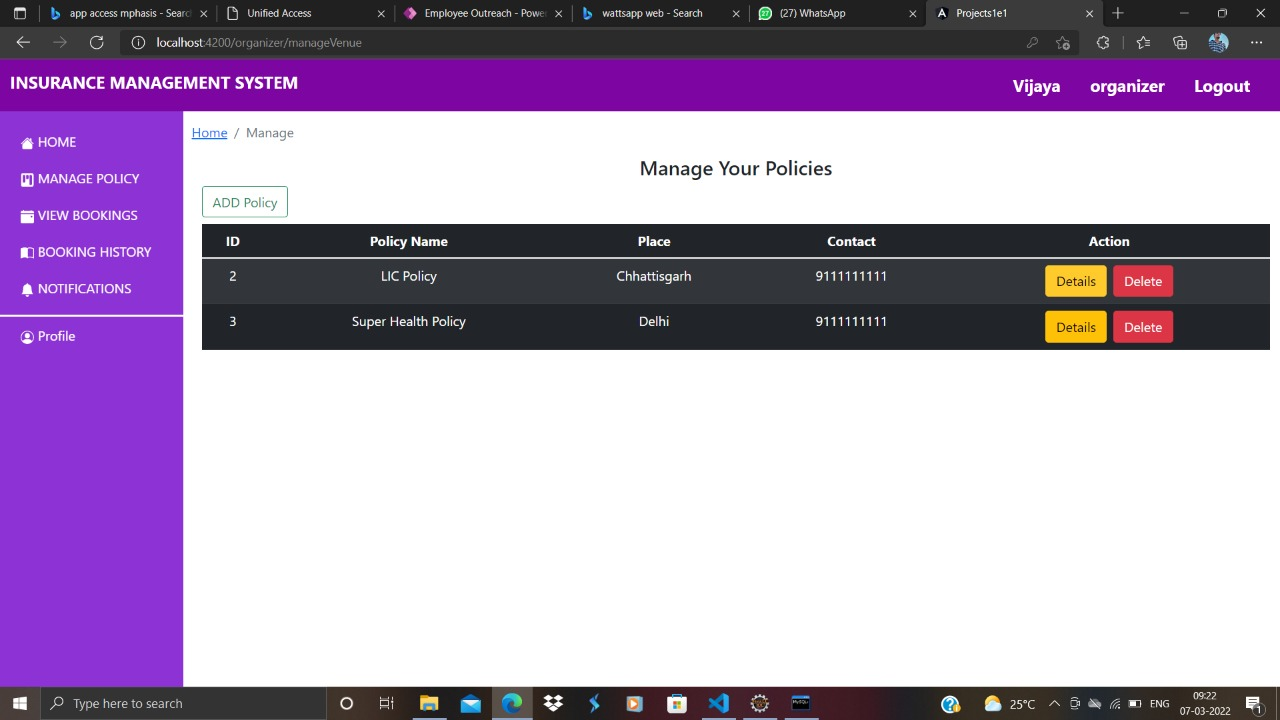 app access mphasis - Searc
Unified Access
Employee Outreach - Power
wattsapp web - Search
27
(27) WhatsApp
Projects1e1
localhost:4200/organizer/manageVenue
INSURANCE MANAGEMENT SYSTEM
Vijaya organizer Logout
HOME
MANAGE POLICY
VIEW BOOKINGS
BOOKING HISTORY
NOTIFICATIONS
Profile
Home / Manage
Manage Your Policies
ADD Policy
ID Policy Name Place Contact Action
2 LIC Policy Chhattisgarh 9111111111 Details Delete
3 Super Health Policy Delhi 9111111111 Details Delete
Type here to search
25°C
ENG
09:22
07-03-2022
1